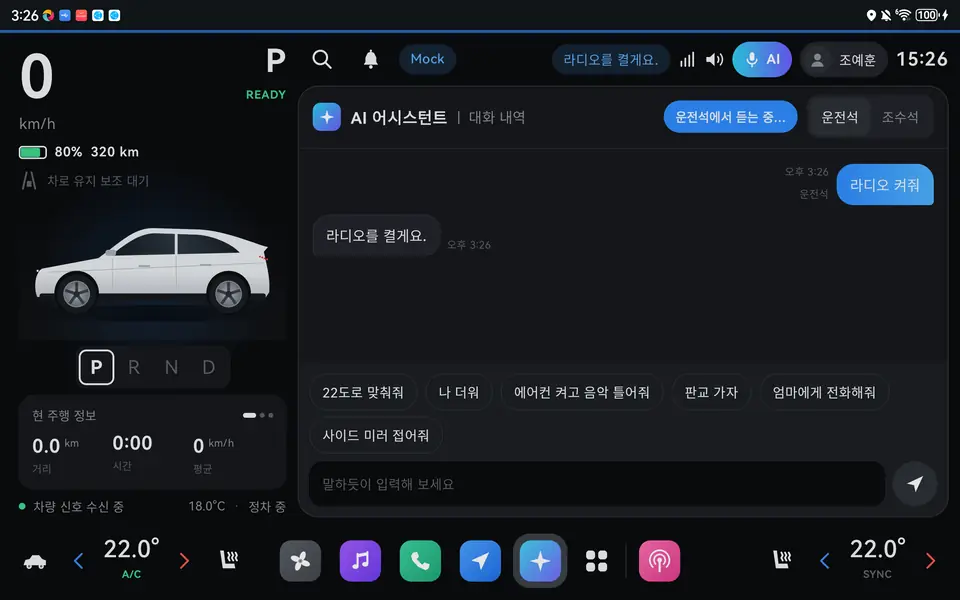 3:26
100
0
P
READY
km/h
80% 320 km
차로 유지 보조 대기
P R N D
현 주행 정보
0.0 km
거리
0:00
시간
0 km/h
평균
차량 신호 수신 중
18.0°C · 정차 중
Mock
라디오를 켤게요.
AI
조예훈
15:26
AI 어시스턴트 | 대화 내역
운전석에서 듣는 중...
운전석
조수석
오후 3:26
운전석
라디오 켜줘
라디오를 켤게요.
오후 3:26
22도로 맞춰줘
나 더워
에어컨 켜고 음악 틀어줘
판교 가자
엄마에게 전화해줘
사이드 미러 접어줘
말하듯이 입력해 보세요
22.0°
A/C
22.0°
SYNC